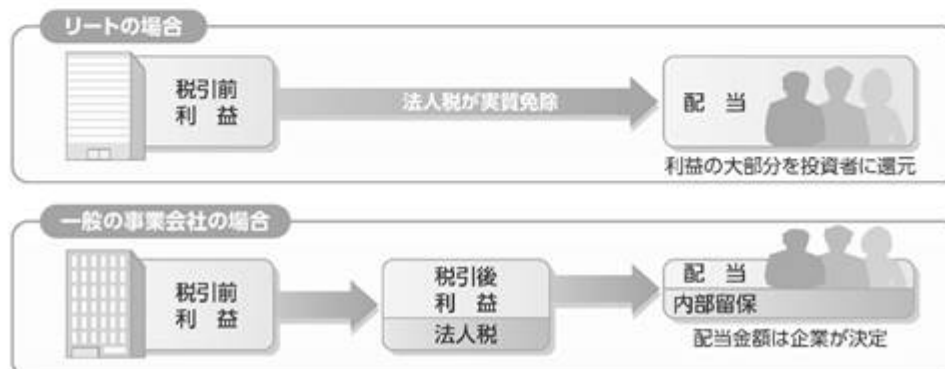 リートの場合
税引前
利　益
法人税が実質免除
配　当
利益の大部分を投資者に還元
一般の事業会社の場合
税引前
利　益
税引後
利　益
法人税
配　当
内部留保
配当金額は企業が決定